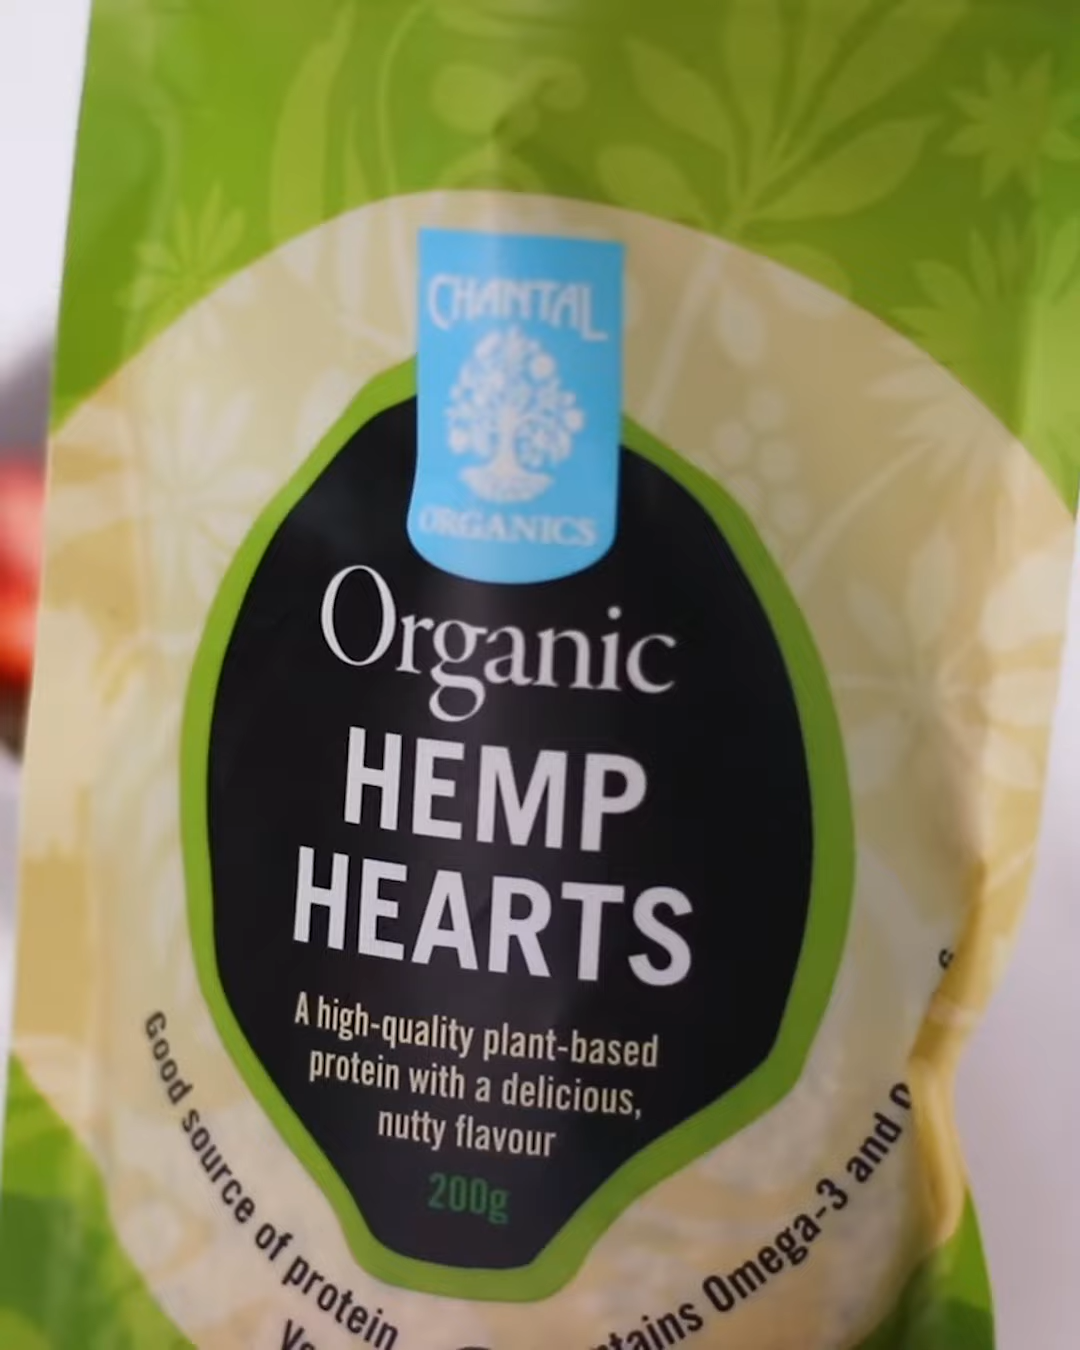 CHANTAL
ORGANICS
Organic
HEMP
HEARTS
A high-quality plant-based
protein with a delicious,
nutty flavour
200g
Good source of protein
Omega-3 and